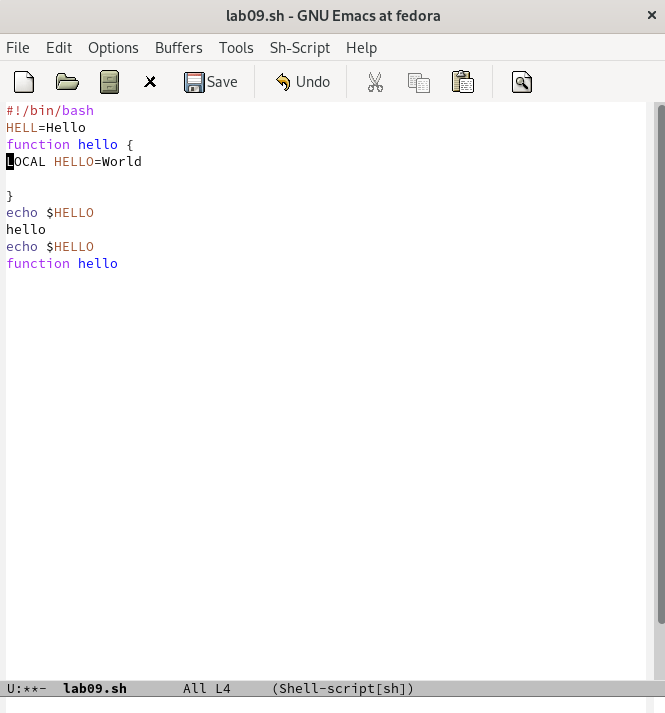 lab09.sh - GNU Emacs at fedora
File Edit Options Buffers Tools Sh-Script Help
Save Undo
#!/bin/bash
HELL=Hello
function hello {
LOCAL HELLO=World
}
echo $HELLO
hello
echo $HELLO
function hello
U:**- lab09.sh All L4 (Shell-script[sh])